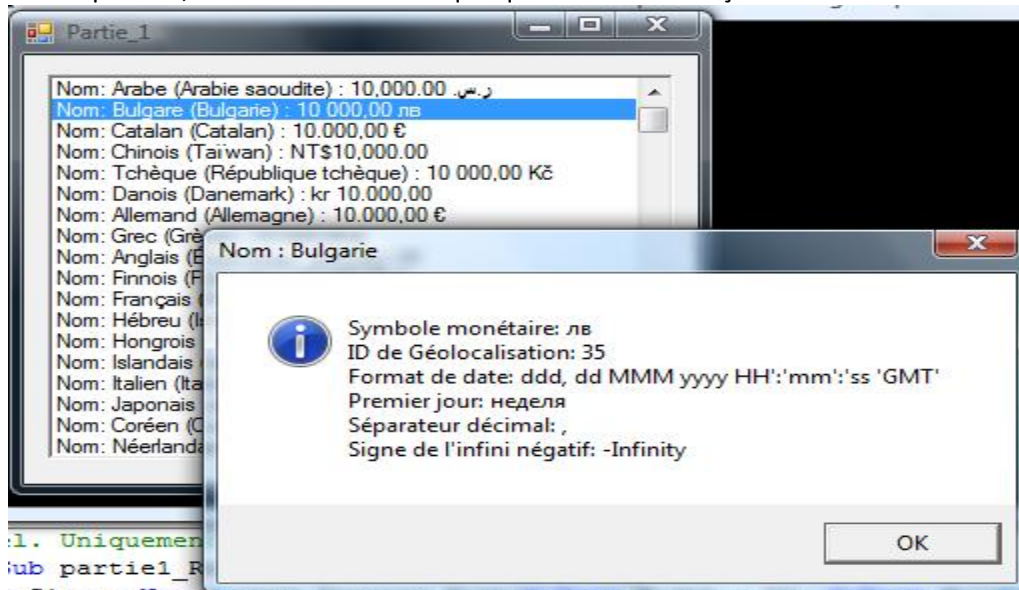 Partie_1
Nom: Arabe (Arabie saoudite) : 10,000.00 ر.س.
Nom: Bulgare (Bulgarie) : 10 000,00 лв
Nom: Catalan (Catalan) : 10.000,00 €
Nom: Chinois (Taïwan) : NT$10,000.00
Nom: Tchèque (République tchèque) : 10 000,00 Kč
Nom: Danois (Danemark) : kr 10.000,00
Nom: Allemand (Allemagne) : 10.000,00 €
Nom: Grec
Nom: Anglais
Nom: Finnois
Nom: Français
Nom: Hébreu
Nom: Hongrois
Nom: Islandais
Nom: Italien
Nom: Japonais
Nom: Coréen
Nom: Néerlanda
Nom : Bulgarie
Symbole monétaire: лв
ID de Géolocalisation: 35
Format de date: ddd, dd MMM yyyy HH':'mm':'ss 'GMT'
Premier jour: неделя
Séparateur décimal: ,
Signe de l'infini négatif: -Infinity
OK
el. Uniquemen
Sub partie1_R